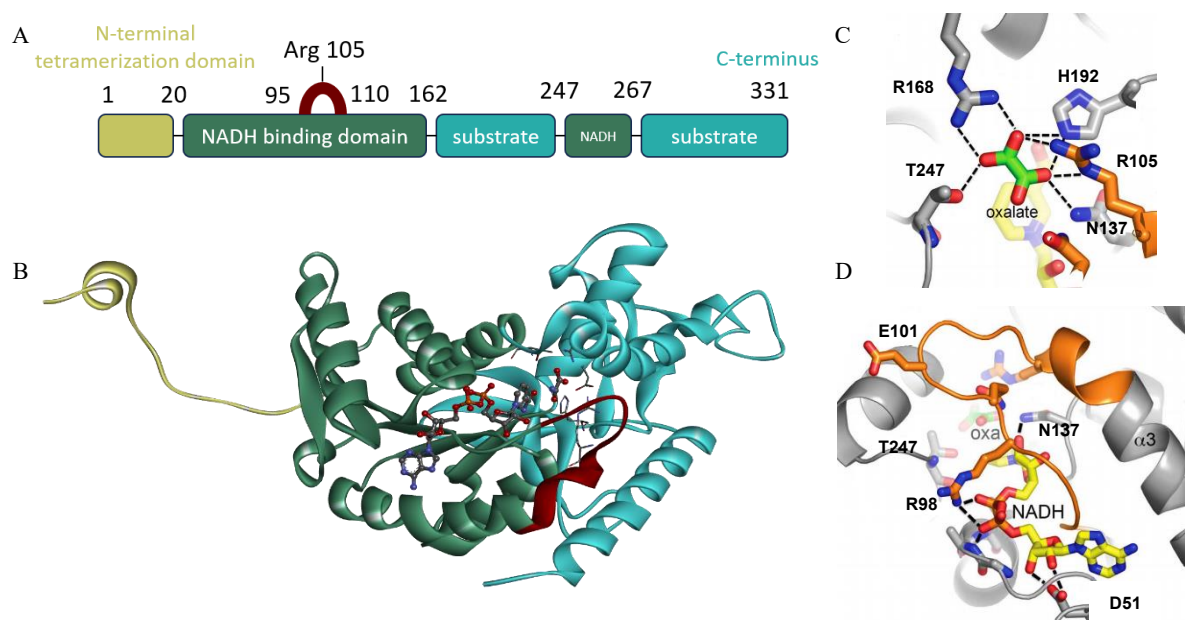 A
N-terminal
tetramerization domain
Arg 105
C-terminus
1 20 95 110 162 247 267 331
NADH binding domain substrate NADH substrate
B
C
R168
H192
T247
R105
oxalate
N137
D
E101
oxa
N137
α3
T247
R98
NADH
D51